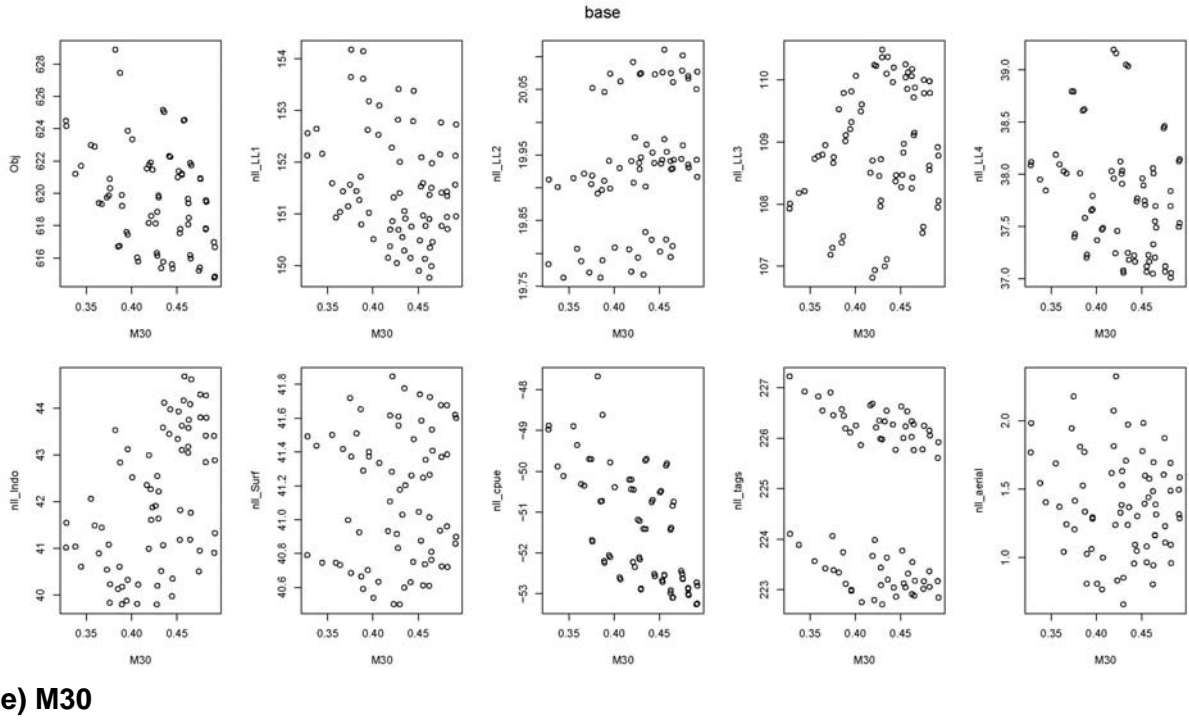 base
628
626
624
622
620
618
616
Obj
0.35 0.40 0.45
M30
154
153
152
151
150
nll_LL1
0.35 0.40 0.45
M30
20.05
19.95
19.85
19.75
nll_LL2
0.35 0.40 0.45
M30
110
109
108
107
nll_LL3
0.35 0.40 0.45
M30
39.0
38.5
38.0
37.5
37.0
nll_LL4
0.35 0.40 0.45
M30
44
43
42
41
40
nll_Indo
0.35 0.40 0.45
M30
41.8
41.6
41.4
41.2
41.0
40.8
40.6
nll_Surf
0.35 0.40 0.45
M30
-48
-49
-50
-51
-52
-53
nll_cpue
0.35 0.40 0.45
M30
227
226
225
224
223
nll_tags
0.35 0.40 0.45
M30
2.0
1.5
1.0
nll_aerial
0.35 0.40 0.45
M30
e) M30